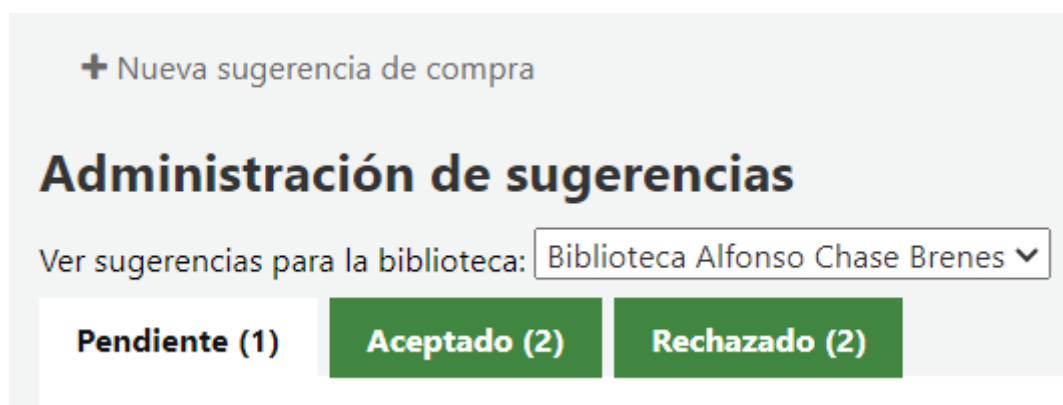 + Nueva sugerencia de compra
Administración de sugerencias
Ver sugerencias para la biblioteca: Biblioteca Alfonso Chase Brenes
Pendiente (1) Aceptado (2) Rechazado (2)